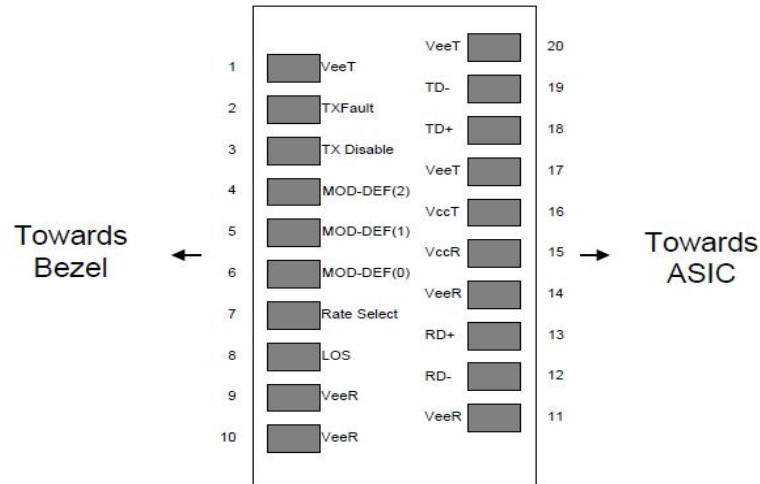 VeeT 20
1 VeeT
TD- 19
2 TXFault
TD+ 18
3 TX Disable
VeeT 17
4 MOD-DEF(2)
VccT 16
5 MOD-DEF(1)
Towards
Bezel
VccR 15
Towards
ASIC
6 MOD-DEF(0)
VeeR 14
7 Rate Select
RD+ 13
8 LOS
RD- 12
9 VeeR
VeeR 11
10 VeeR